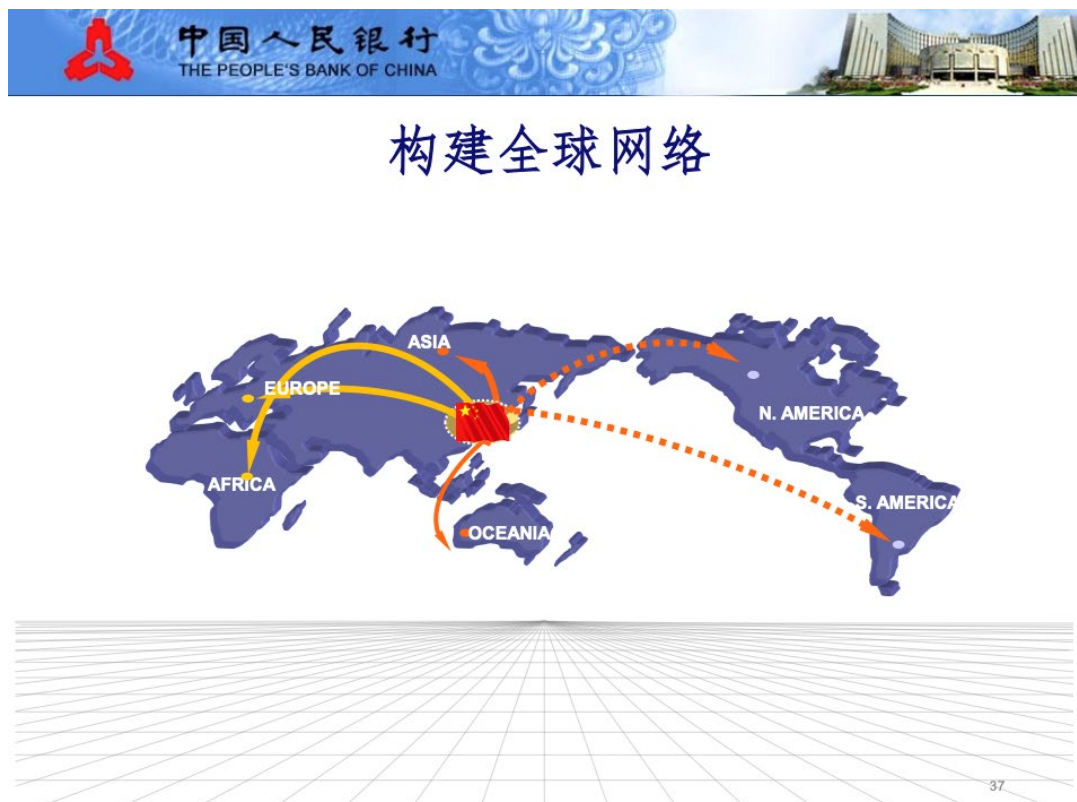 中国人民银行
THE PEOPLE'S BANK OF CHINA
构建全球网络
ASIA
EUROPE
N. AMERICA
AFRICA
S. AMERICA
OCEANIA
37